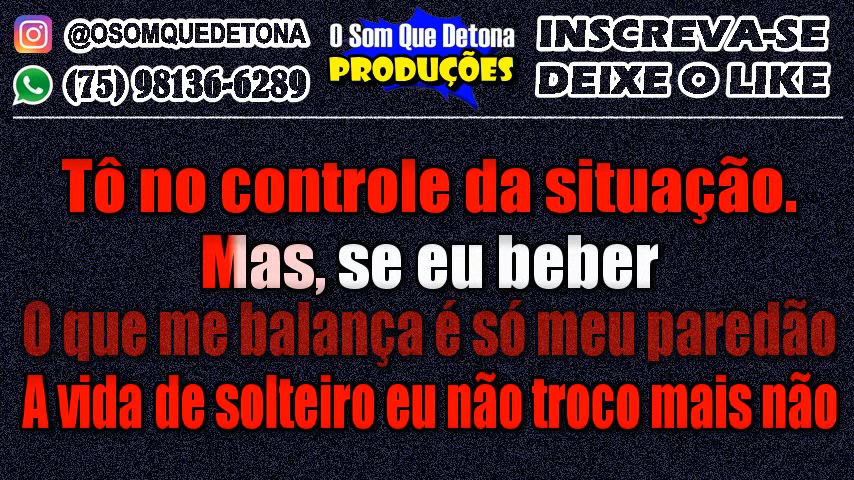 @OSOMQUEDETONA
(75) 98136-6289
O Som Que Detona
PRODUÇÕES
INSCREVA-SE
DEIXE O LIKE
Tô no controle da situação.
Mas, se eu beber
O que me balança é só meu paredão
A vida de solteiro eu não troco mais não